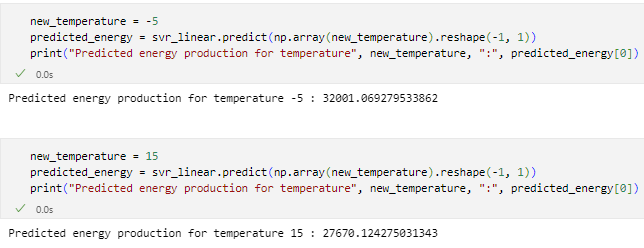 new_temperature = -5
predicted_energy = svr_linear.predict(np.array(new_temperature).reshape(-1, 1))
print("Predicted energy production for temperature", new_temperature, ":", predicted_energy[0])
✓ 0.0s
Predicted energy production for temperature -5 : 32001.069279533862
new_temperature = 15
predicted_energy = svr_linear.predict(np.array(new_temperature).reshape(-1, 1))
print("Predicted energy production for temperature", new_temperature, ":", predicted_energy[0])
✓ 0.0s
Predicted energy production for temperature 15 : 27670.124275031343